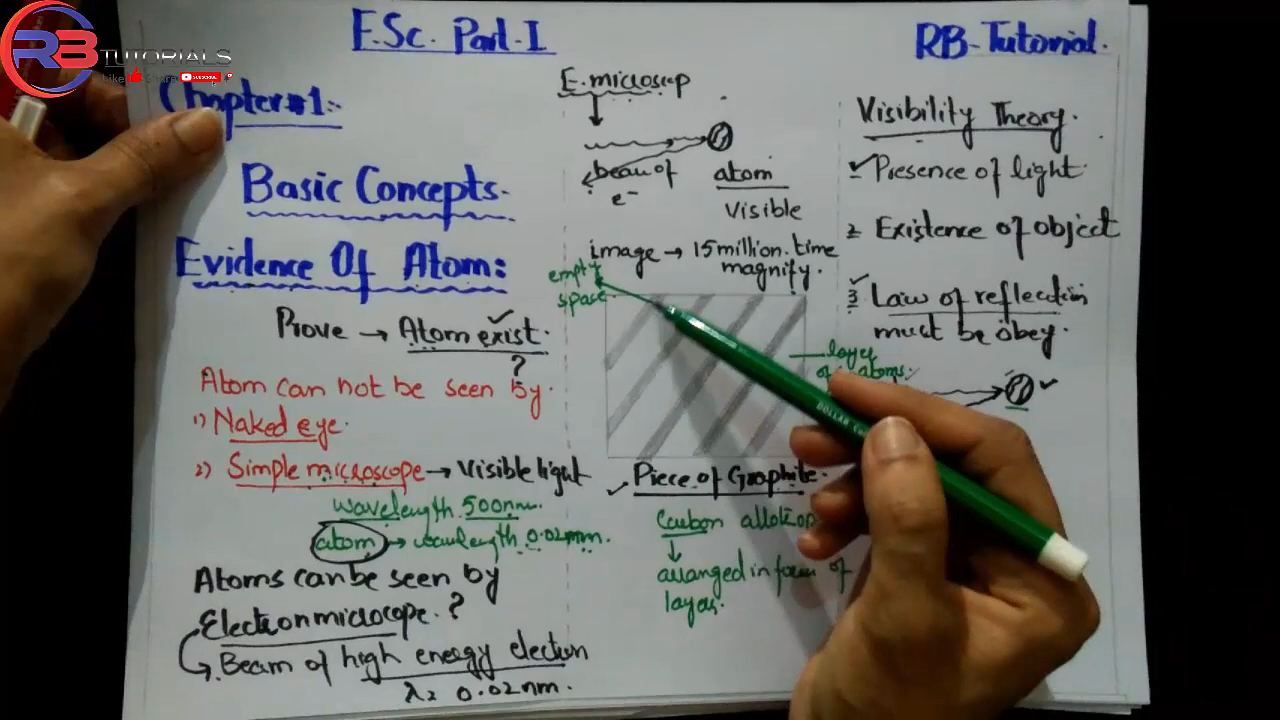 RB TUTORIALS
F.Sc. Part-I
RB-Tutorial.
Chapter#1:-
Basic Concepts.
Evidence Of Atom:
Prove → Atom exist.
?
Atom can not be seen by.
1) Naked eye.
2) Simple microscope → Visible light
wavelength 500nm.
atom → wavelength 0.02nm.
Atoms can be seen by
Electron microscope. ?
Beam of high energy electron
λ = 0.02nm.
E. microscop
beam of
e⁻
atom
Visible
image → 15 million. time
magnify.
empty
space
layer
of atoms.
Piece of Graphite.
Carbon allotrop
↓
arranged in form of
layer.
Visibility Theory.
Presence of light
2 Existence of object
3 Law of reflection
must be obey.
DOLLAR